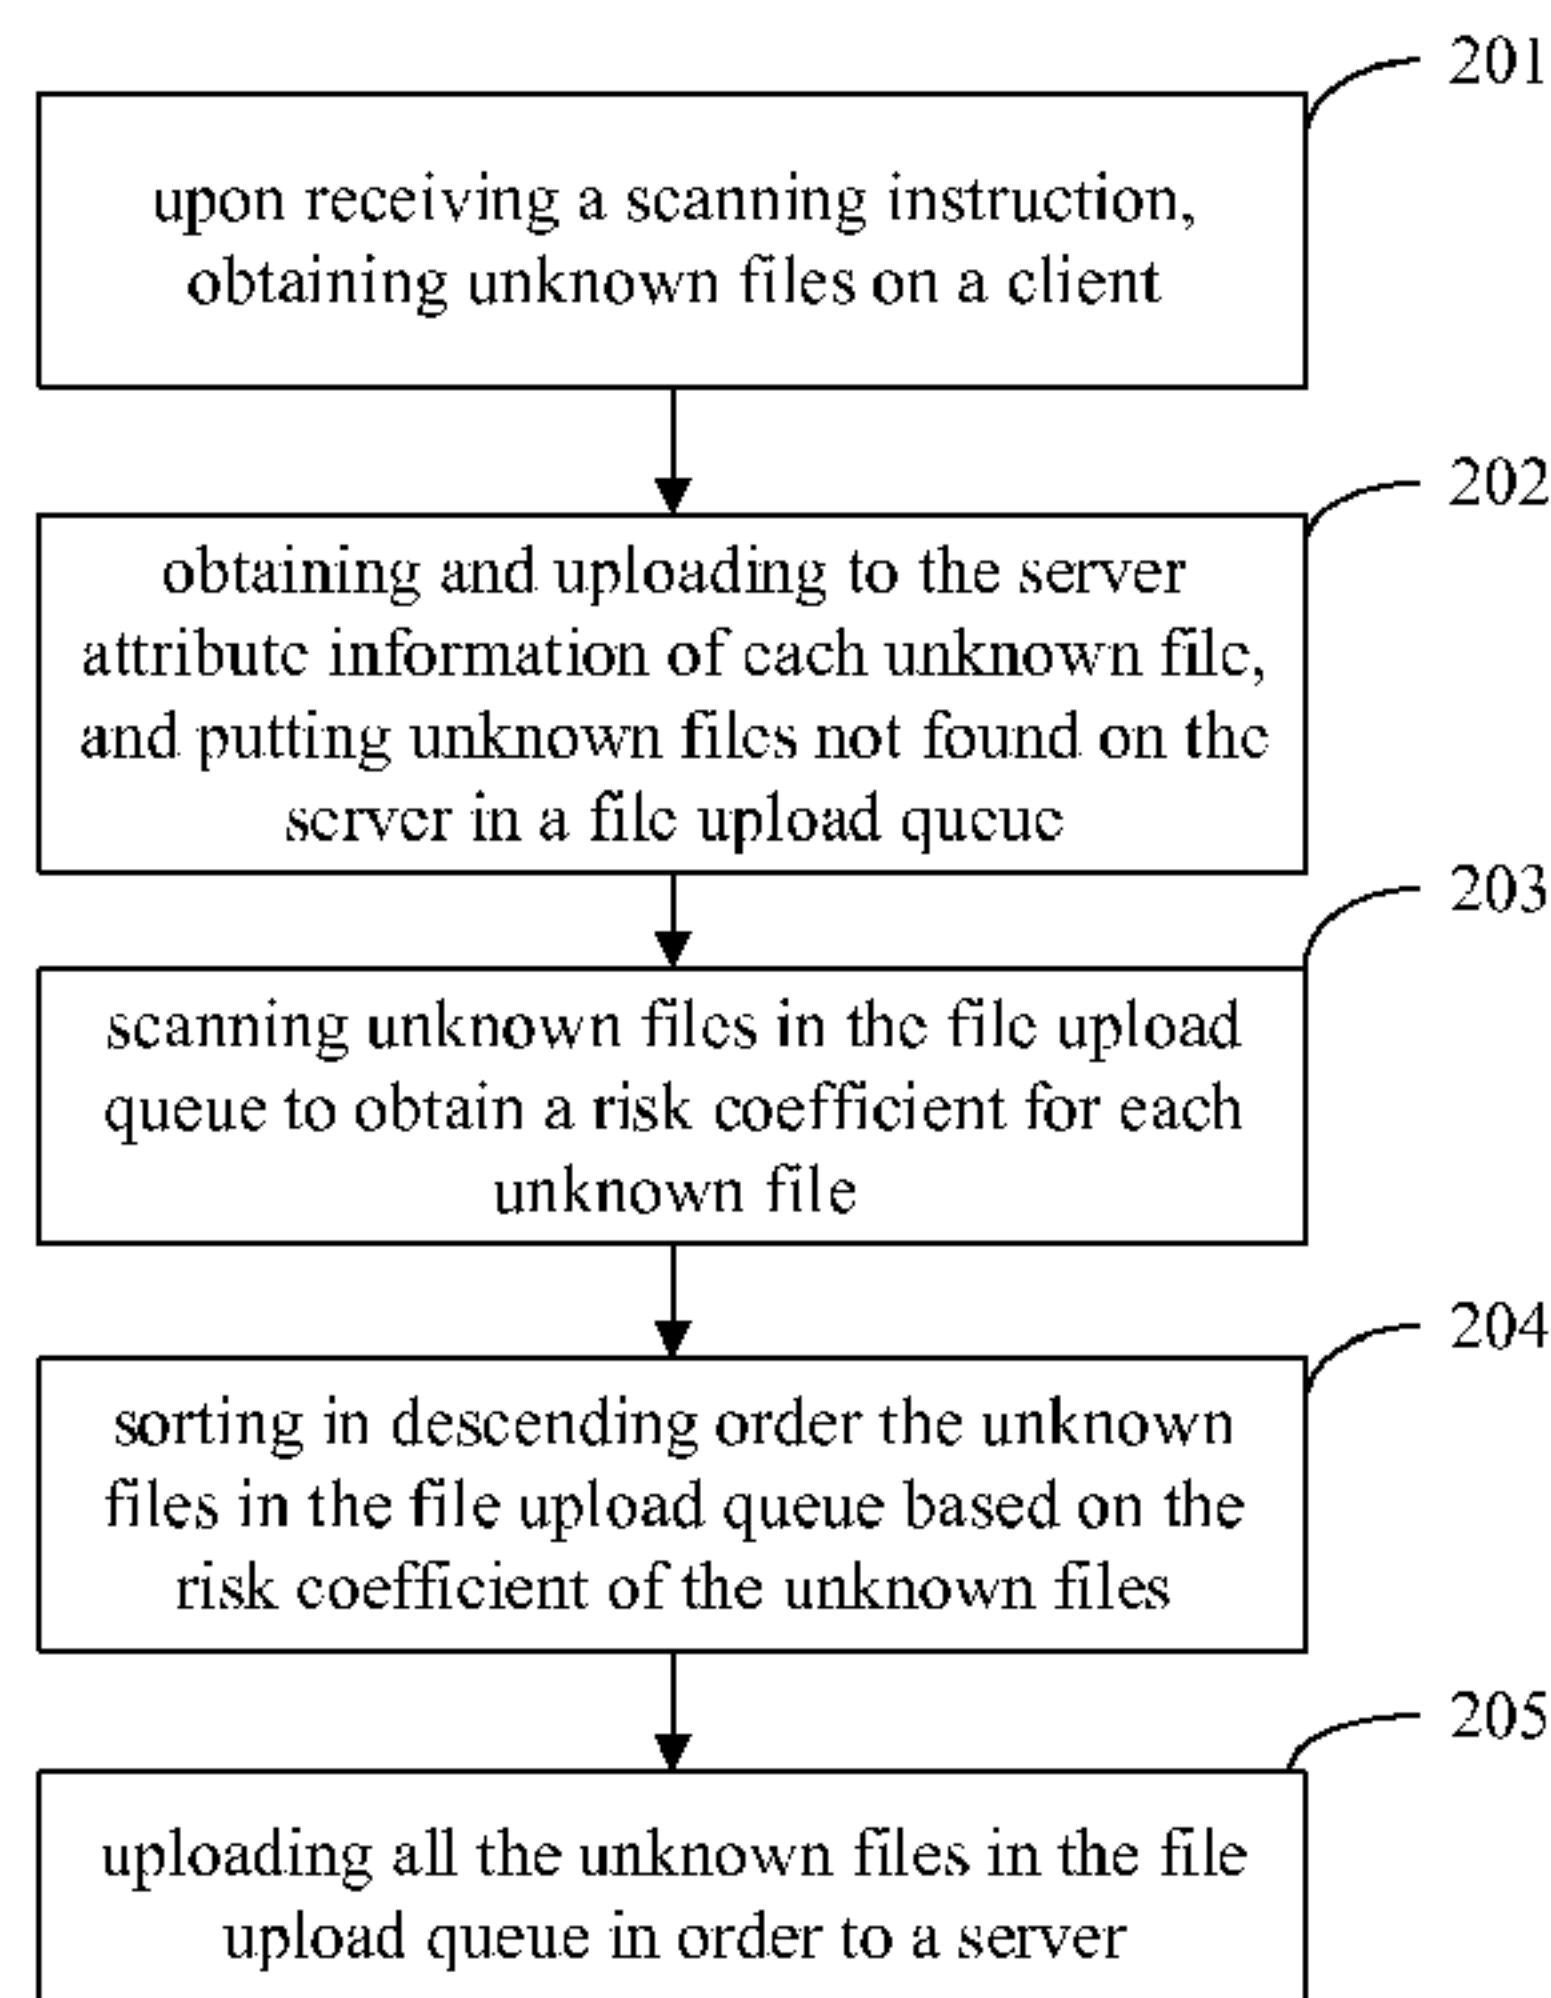 201
upon receiving a scanning instruction,
obtaining unknown files on a client
202
obtaining and uploading to the server
attribute information of each unknown file,
and putting unknown files not found on the
server in a file upload queue
203
scanning unknown files in the file upload
queue to obtain a risk coefficient for each
unknown file
204
sorting in descending order the unknown
files in the file upload queue based on the
risk coefficient of the unknown files
205
uploading all the unknown files in the file
upload queue in order to a server